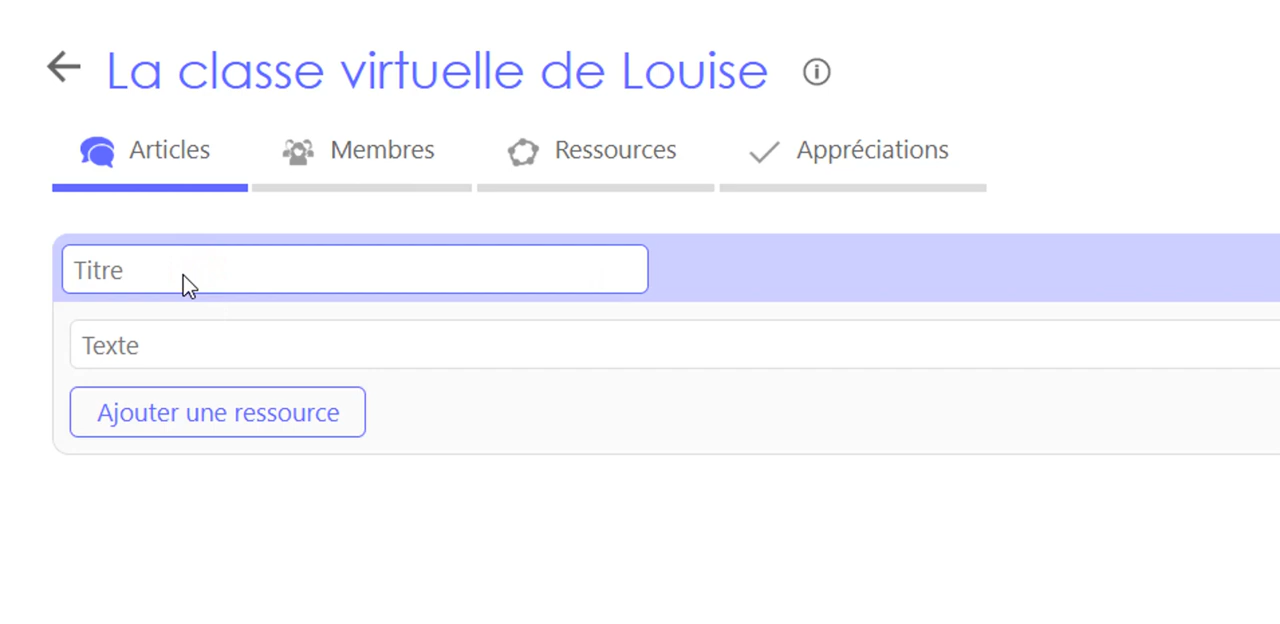 La classe virtuelle de Louise
Articles Membres Ressources Appréciations
Titre
Texte
Ajouter une ressource